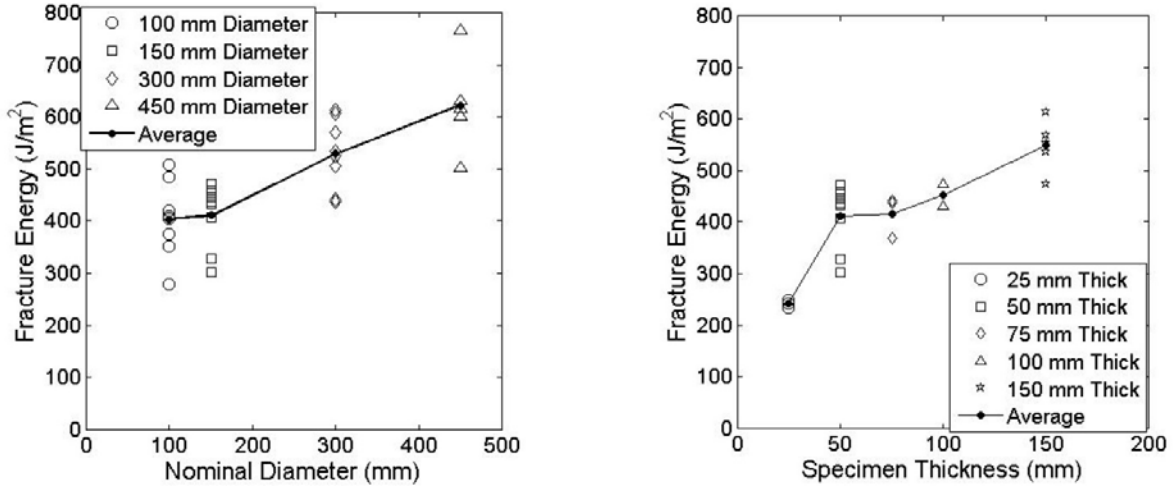 800
700
600
500
400
300
200
100
0
Fracture Energy (J/m²)
100 mm Diameter
150 mm Diameter
300 mm Diameter
450 mm Diameter
Average
0 100 200 300 400 500
Nominal Diameter (mm)
800
700
600
500
400
300
200
100
0
Fracture Energy (J/m²)
25 mm Thick
50 mm Thick
75 mm Thick
100 mm Thick
150 mm Thick
Average
0 50 100 150 200
Specimen Thickness (mm)